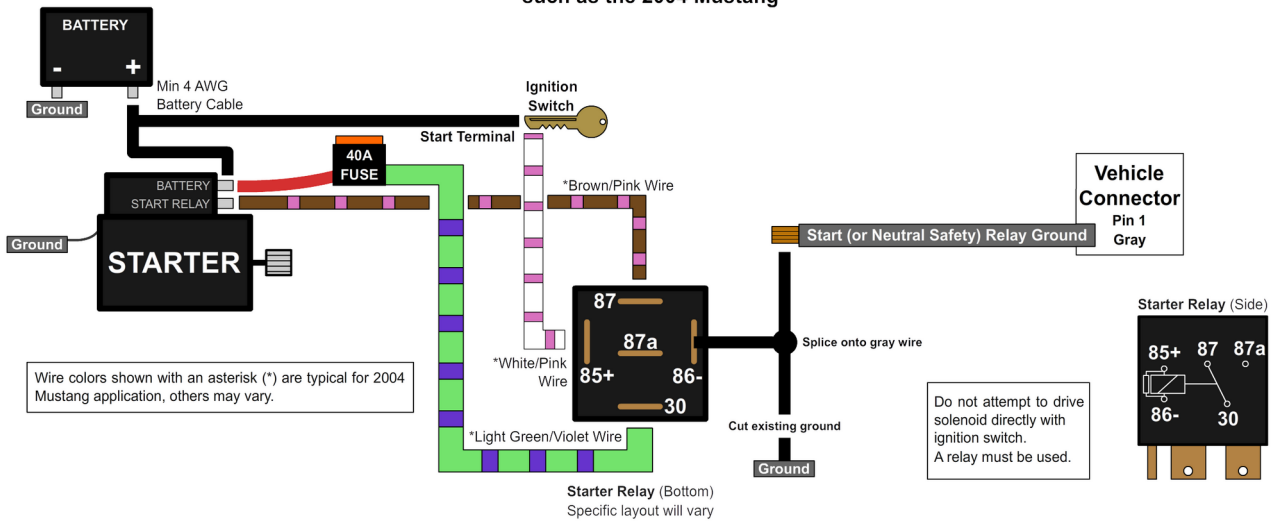 such as the 2004 Mustang
BATTERY
- +
Ground
Min 4 AWG
Battery Cable
Ignition
Switch
Start Terminal
40A
FUSE
BATTERY
START RELAY
*Brown/Pink Wire
Ground
STARTER
Vehicle
Connector
Pin 1
Gray
Start (or Neutral Safety) Relay Ground
87
87a
85+
86-
30
*White/Pink
Wire
Splice onto gray wire
Starter Relay (Side)
85+
87
87a
86-
30
Wire colors shown with an asterisk (*) are typical for 2004
Mustang application, others may vary.
Do not attempt to drive
solenoid directly with
ignition switch.
A relay must be used.
Cut existing ground
*Light Green/Violet Wire
Ground
Starter Relay (Bottom)
Specific layout will vary